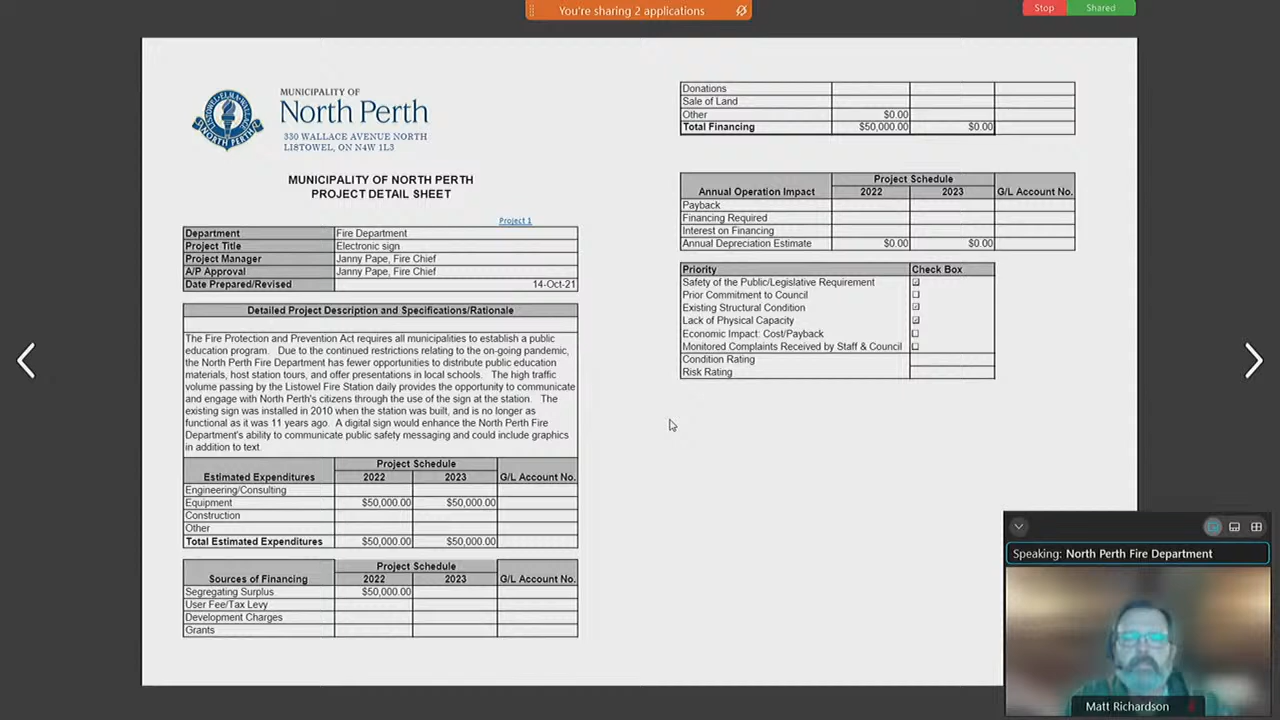 You're sharing 2 applications
Stop Shared
MUNICIPALITY OF
North Perth
330 WALLACE AVENUE NORTH
LISTOWEL, ON N4W 1L3
NORTH PERTH
MUNICIPALITY OF NORTH PERTH
PROJECT DETAIL SHEET
Project 1
Department Fire Department
Project Title Electronic sign
Project Manager Janny Pape, Fire Chief
A/P Approval Janny Pape, Fire Chief
Date Prepared/Revised 14-Oct-21
Detailed Project Description and Specifications/Rationale
The Fire Protection and Prevention Act requires all municipalities to establish a public
education program. Due to the continued restrictions relating to the on-going pandemic,
the North Perth Fire Department has fewer opportunities to distribute public education
materials, host station tours, and offer presentations in local schools. The high traffic
volume passing by the Listowel Fire Station daily provides the opportunity to communicate
and engage with North Perth's citizens through the use of the sign at the station. The
existing sign was installed in 2010 when the station was built, and is no longer as
functional as it was 11 years ago. A digital sign would enhance the North Perth Fire
Department's ability to communicate public safety messaging and could include graphics
in addition to text.
Project Schedule
Estimated Expenditures 2022 2023 G/L Account No.
Engineering/Consulting
Equipment $50,000.00 $50,000.00
Construction
Other
Total Estimated Expenditures $50,000.00 $50,000.00
Project Schedule
Sources of Financing 2022 2023 G/L Account No.
Segregating Surplus $50,000.00
User Fee/Tax Levy
Development Charges
Grants
Donations
Sale of Land
Other $0.00
Total Financing $50,000.00 $0.00
Project Schedule
Annual Operation Impact 2022 2023 G/L Account No.
Payback
Financing Required
Interest on Financing
Annual Depreciation Estimate $0.00 $0.00
Priority Check Box
Safety of the Public/Legislative Requirement ☑
Prior Commitment to Council ☐
Existing Structural Condition ☑
Lack of Physical Capacity ☑
Economic Impact: Cost/Payback ☐
Monitored Complaints Received by Staff & Council ☐
Condition Rating
Risk Rating
Speaking: North Perth Fire Department
Matt Richardson